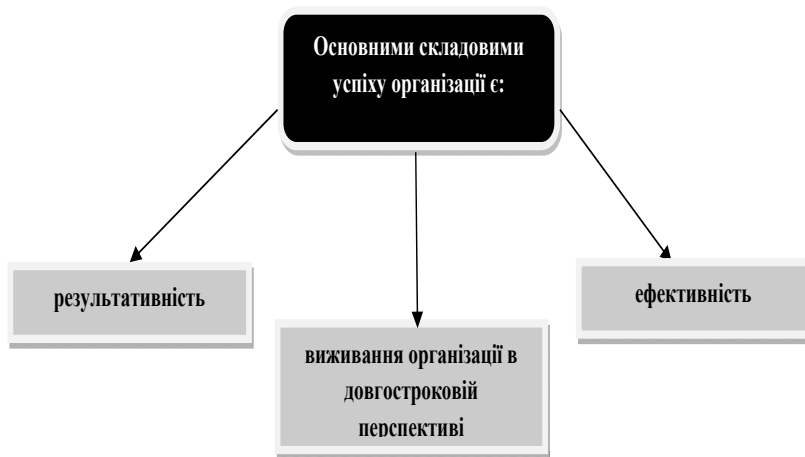 Основними складовими
успіху організації є:
результативність
ефективність
виживання організації в
довгостроковій
перспективі